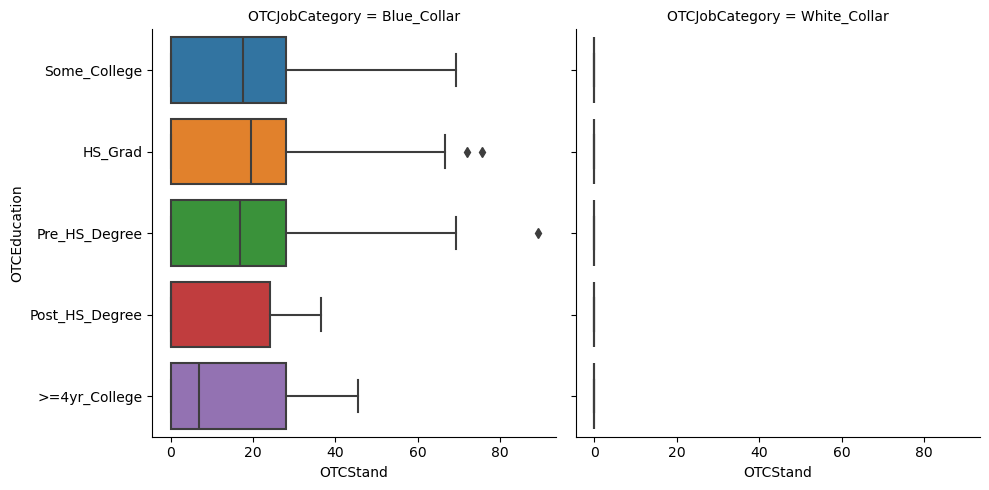 OTCJobCategory = Blue_Collar
OTCJobCategory = White_Collar
OTCEducation
Some_College
HS_Grad
Pre_HS_Degree
Post_HS_Degree
>=4yr_College
0 20 40 60 80
0 20 40 60 80
OTCStand
OTCStand